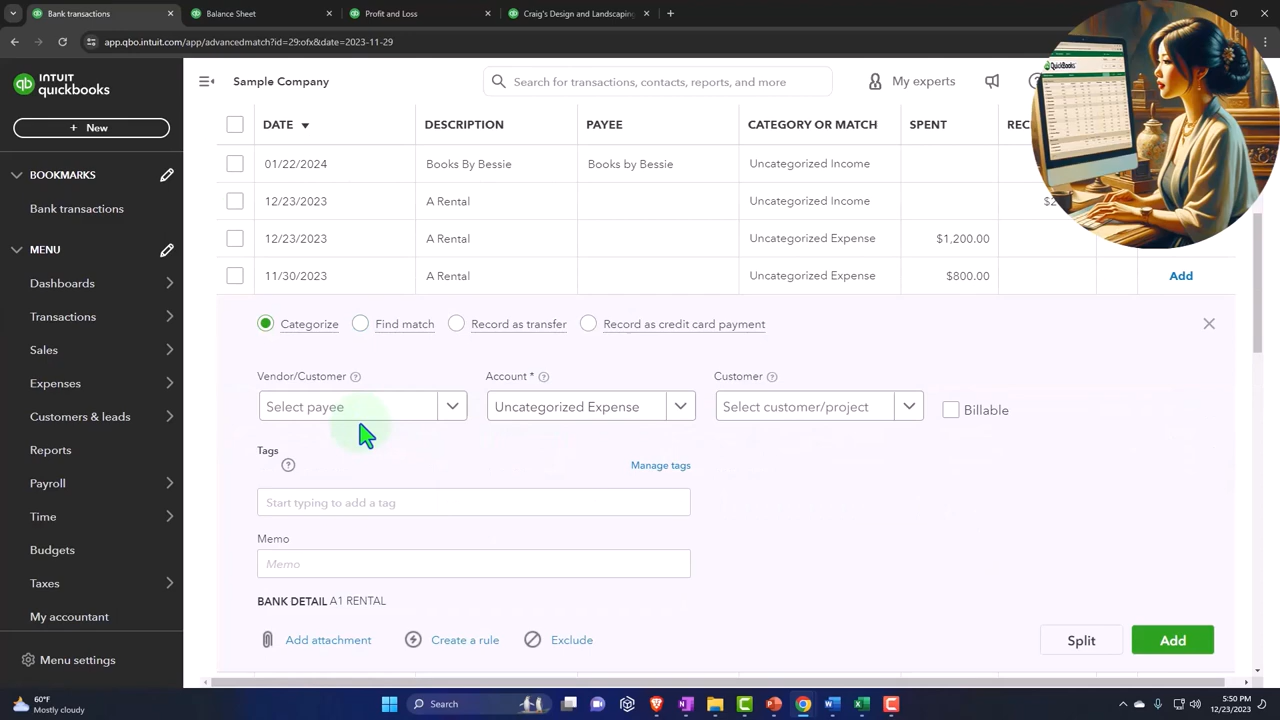 Bank transactions
Balance Sheet
Profit and Loss
Craig's Design and Landscaping
app.qbo.intuit.com/app/advancedmatch?id=29:ofx&date=2023-11-29
INTUIT
quickbooks
Sample Company
My experts
QuickBooks
+ New
DATE DESCRIPTION PAYEE CATEGORY OR MATCH SPENT REC
01/22/2024 Books By Bessie Books By Bessie Uncategorized Income
12/23/2023 A Rental Uncategorized Income
12/23/2023 A Rental Uncategorized Expense $1,200.00
11/30/2023 A Rental Uncategorized Expense $800.00 Add
BOOKMARKS
Bank transactions
MENU
Dashboards
Transactions
Sales
Expenses
Customers & leads
Reports
Payroll
Time
Budgets
Taxes
My accountant
Menu settings
Categorize Find match Record as transfer Record as credit card payment
Vendor/Customer Account * Customer
Select payee Uncategorized Expense Select customer/project Billable
Tags
Manage tags
Start typing to add a tag
Memo
Memo
BANK DETAIL A1 RENTAL
Add attachment Create a rule Exclude Split Add
60°F
Mostly cloudy
Search
5:50 PM
12/23/2023